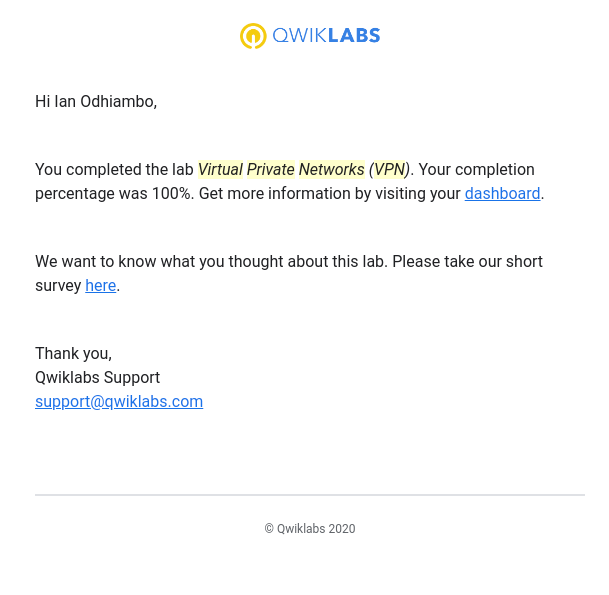 QWIKLABS
Hi Ian Odhiambo,
You completed the lab Virtual Private Networks (VPN). Your completion
percentage was 100%. Get more information by visiting your dashboard.
We want to know what you thought about this lab. Please take our short
survey here.
Thank you,
Qwiklabs Support
support@qwiklabs.com
© Qwiklabs 2020